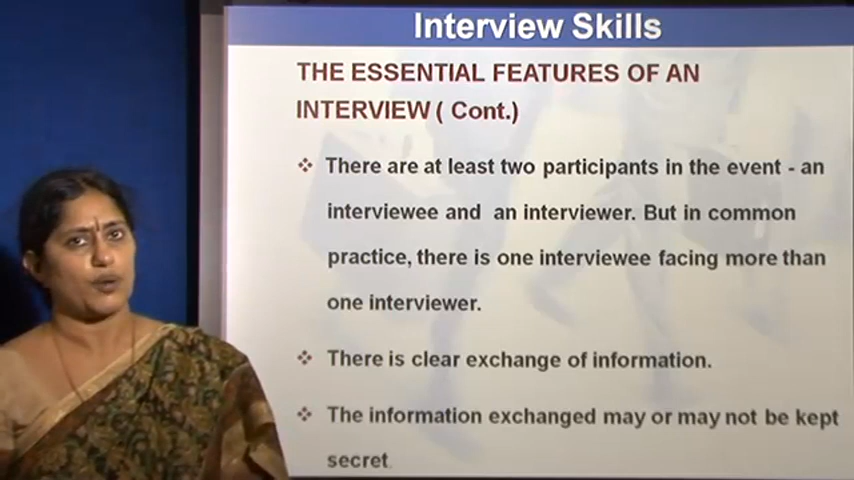 Interview Skills
THE ESSENTIAL FEATURES OF AN
INTERVIEW ( Cont.)
There are at least two participants in the event - an
interviewee and an interviewer. But in common
practice, there is one interviewee facing more than
one interviewer.
There is clear exchange of information.
The information exchanged may or may not be kept
secret.